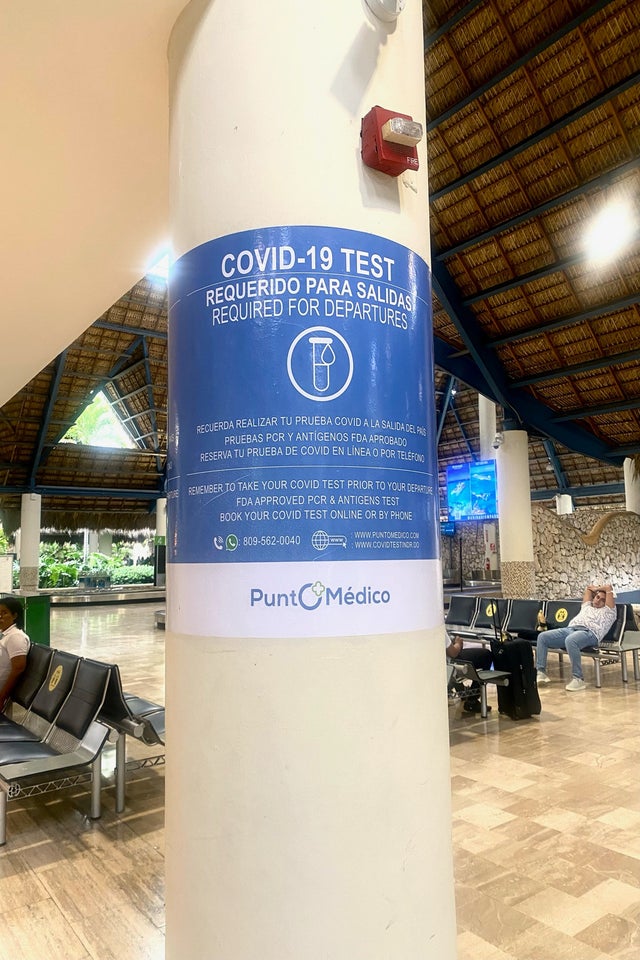 FIRE
COVID-19 TEST
REQUERIDO PARA SALIDAS
REQUIRED FOR DEPARTURES
RECUERDA REALIZAR TU PRUEBA COVID A LA SALIDA DEL PAÍS
PRUEBAS PCR Y ANTÍGENOS FDA APROBADO
RESERVA TU PRUEBA DE COVID EN LÍNEA O POR TELÉFONO
REMEMBER TO TAKE YOUR COVID TEST PRIOR TO YOUR DEPARTURE
FDA APPROVED PCR & ANTIGENS TEST
BOOK YOUR COVID TEST ONLINE OR BY PHONE
: 809-562-0040
WWW
: WWW.PUNTOMEDICO.COM
: WWW.COVIDTESTINDR.DO
PuntOMédico